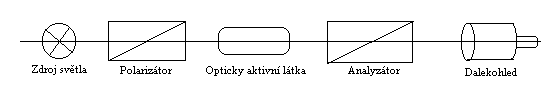 Zdroj světla
Polarizátor
Opticky aktivní látka
Analyzátor
Dalekohled